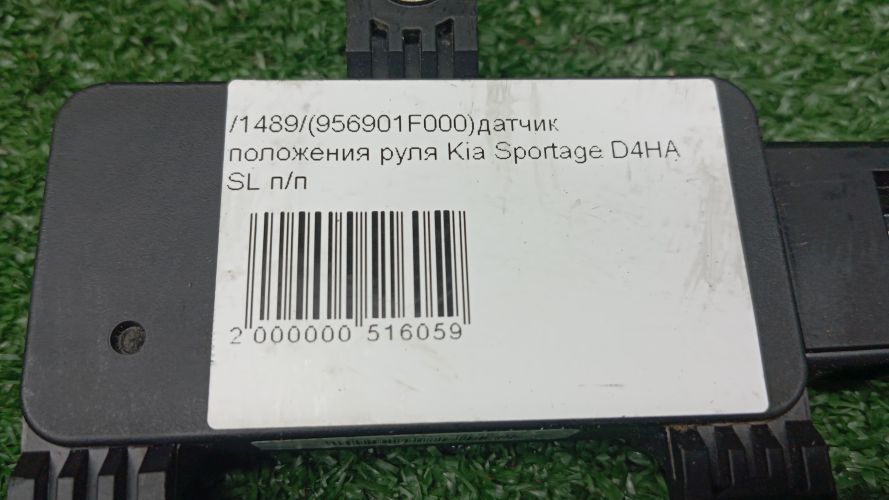 /1489/(956901F000)датчик
положения руля Kia Sportage D4HA
SL п/п
2 000000 516059